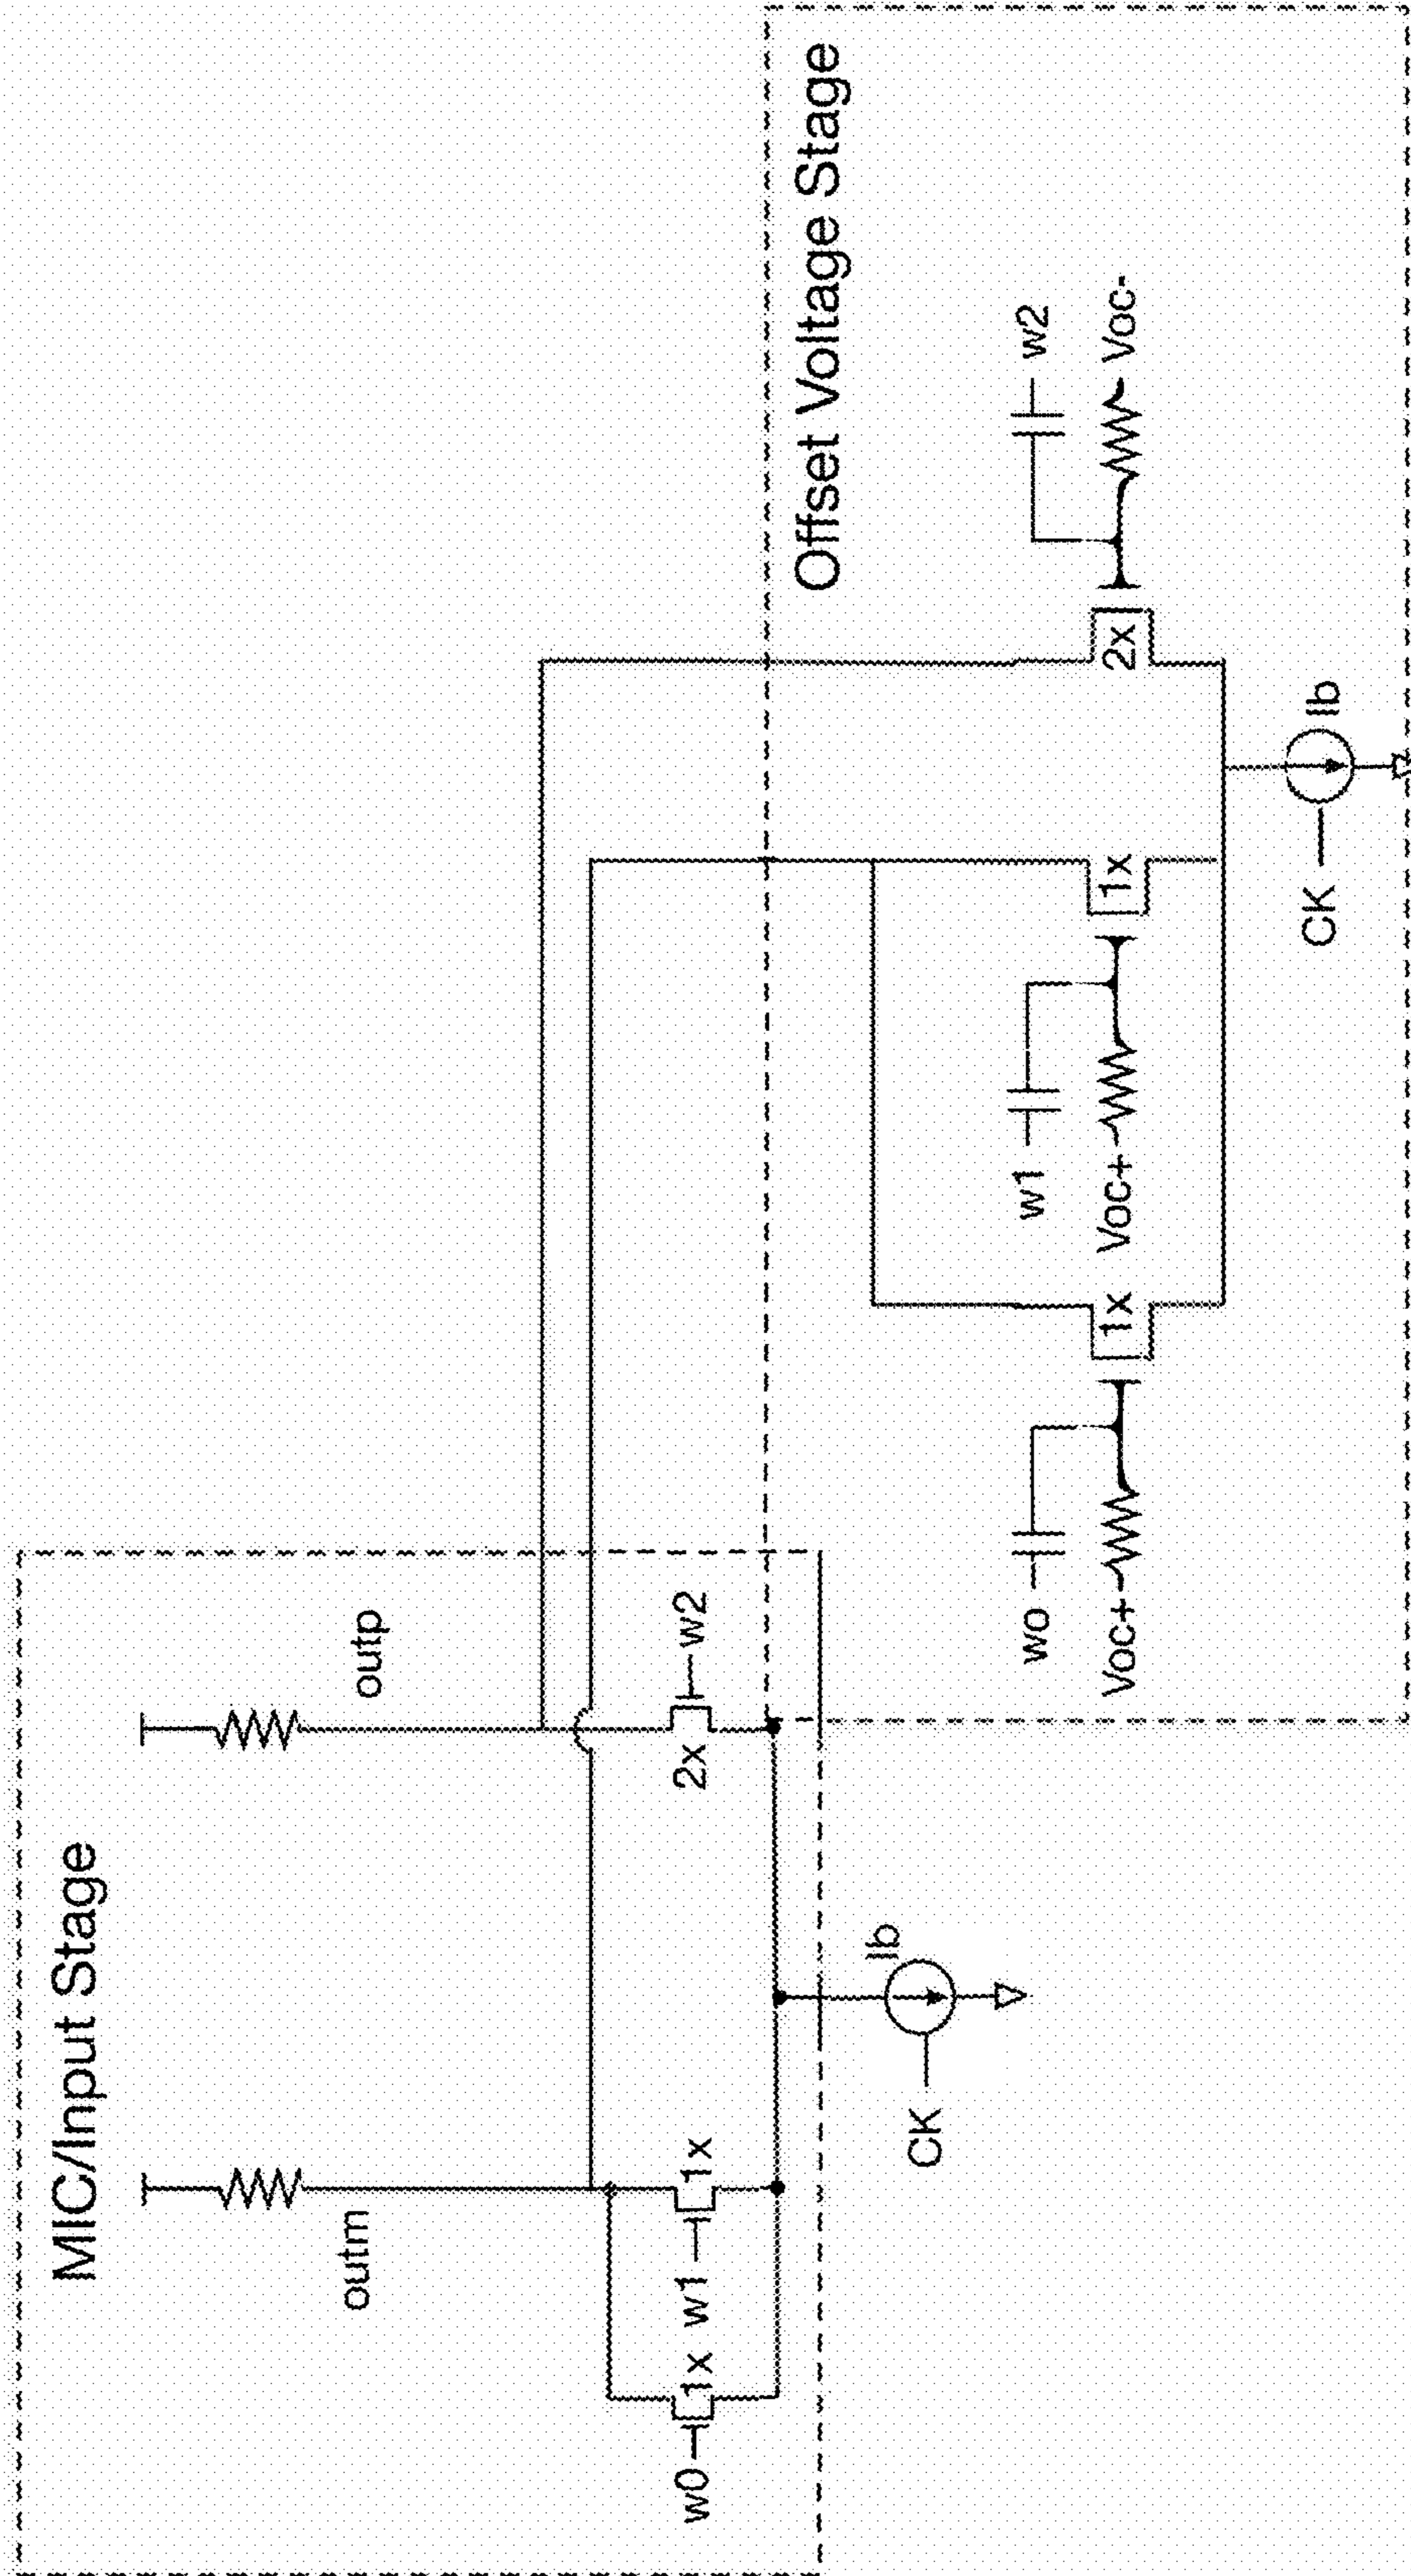 MIC/Input Stage
outm
outp
w0
1x
w1
1x
2x
w2
CK
Ib
Offset Voltage Stage
wo
Voc+
1x
w1
Voc+
1x
2x
w2
Voc-
CK
Ib